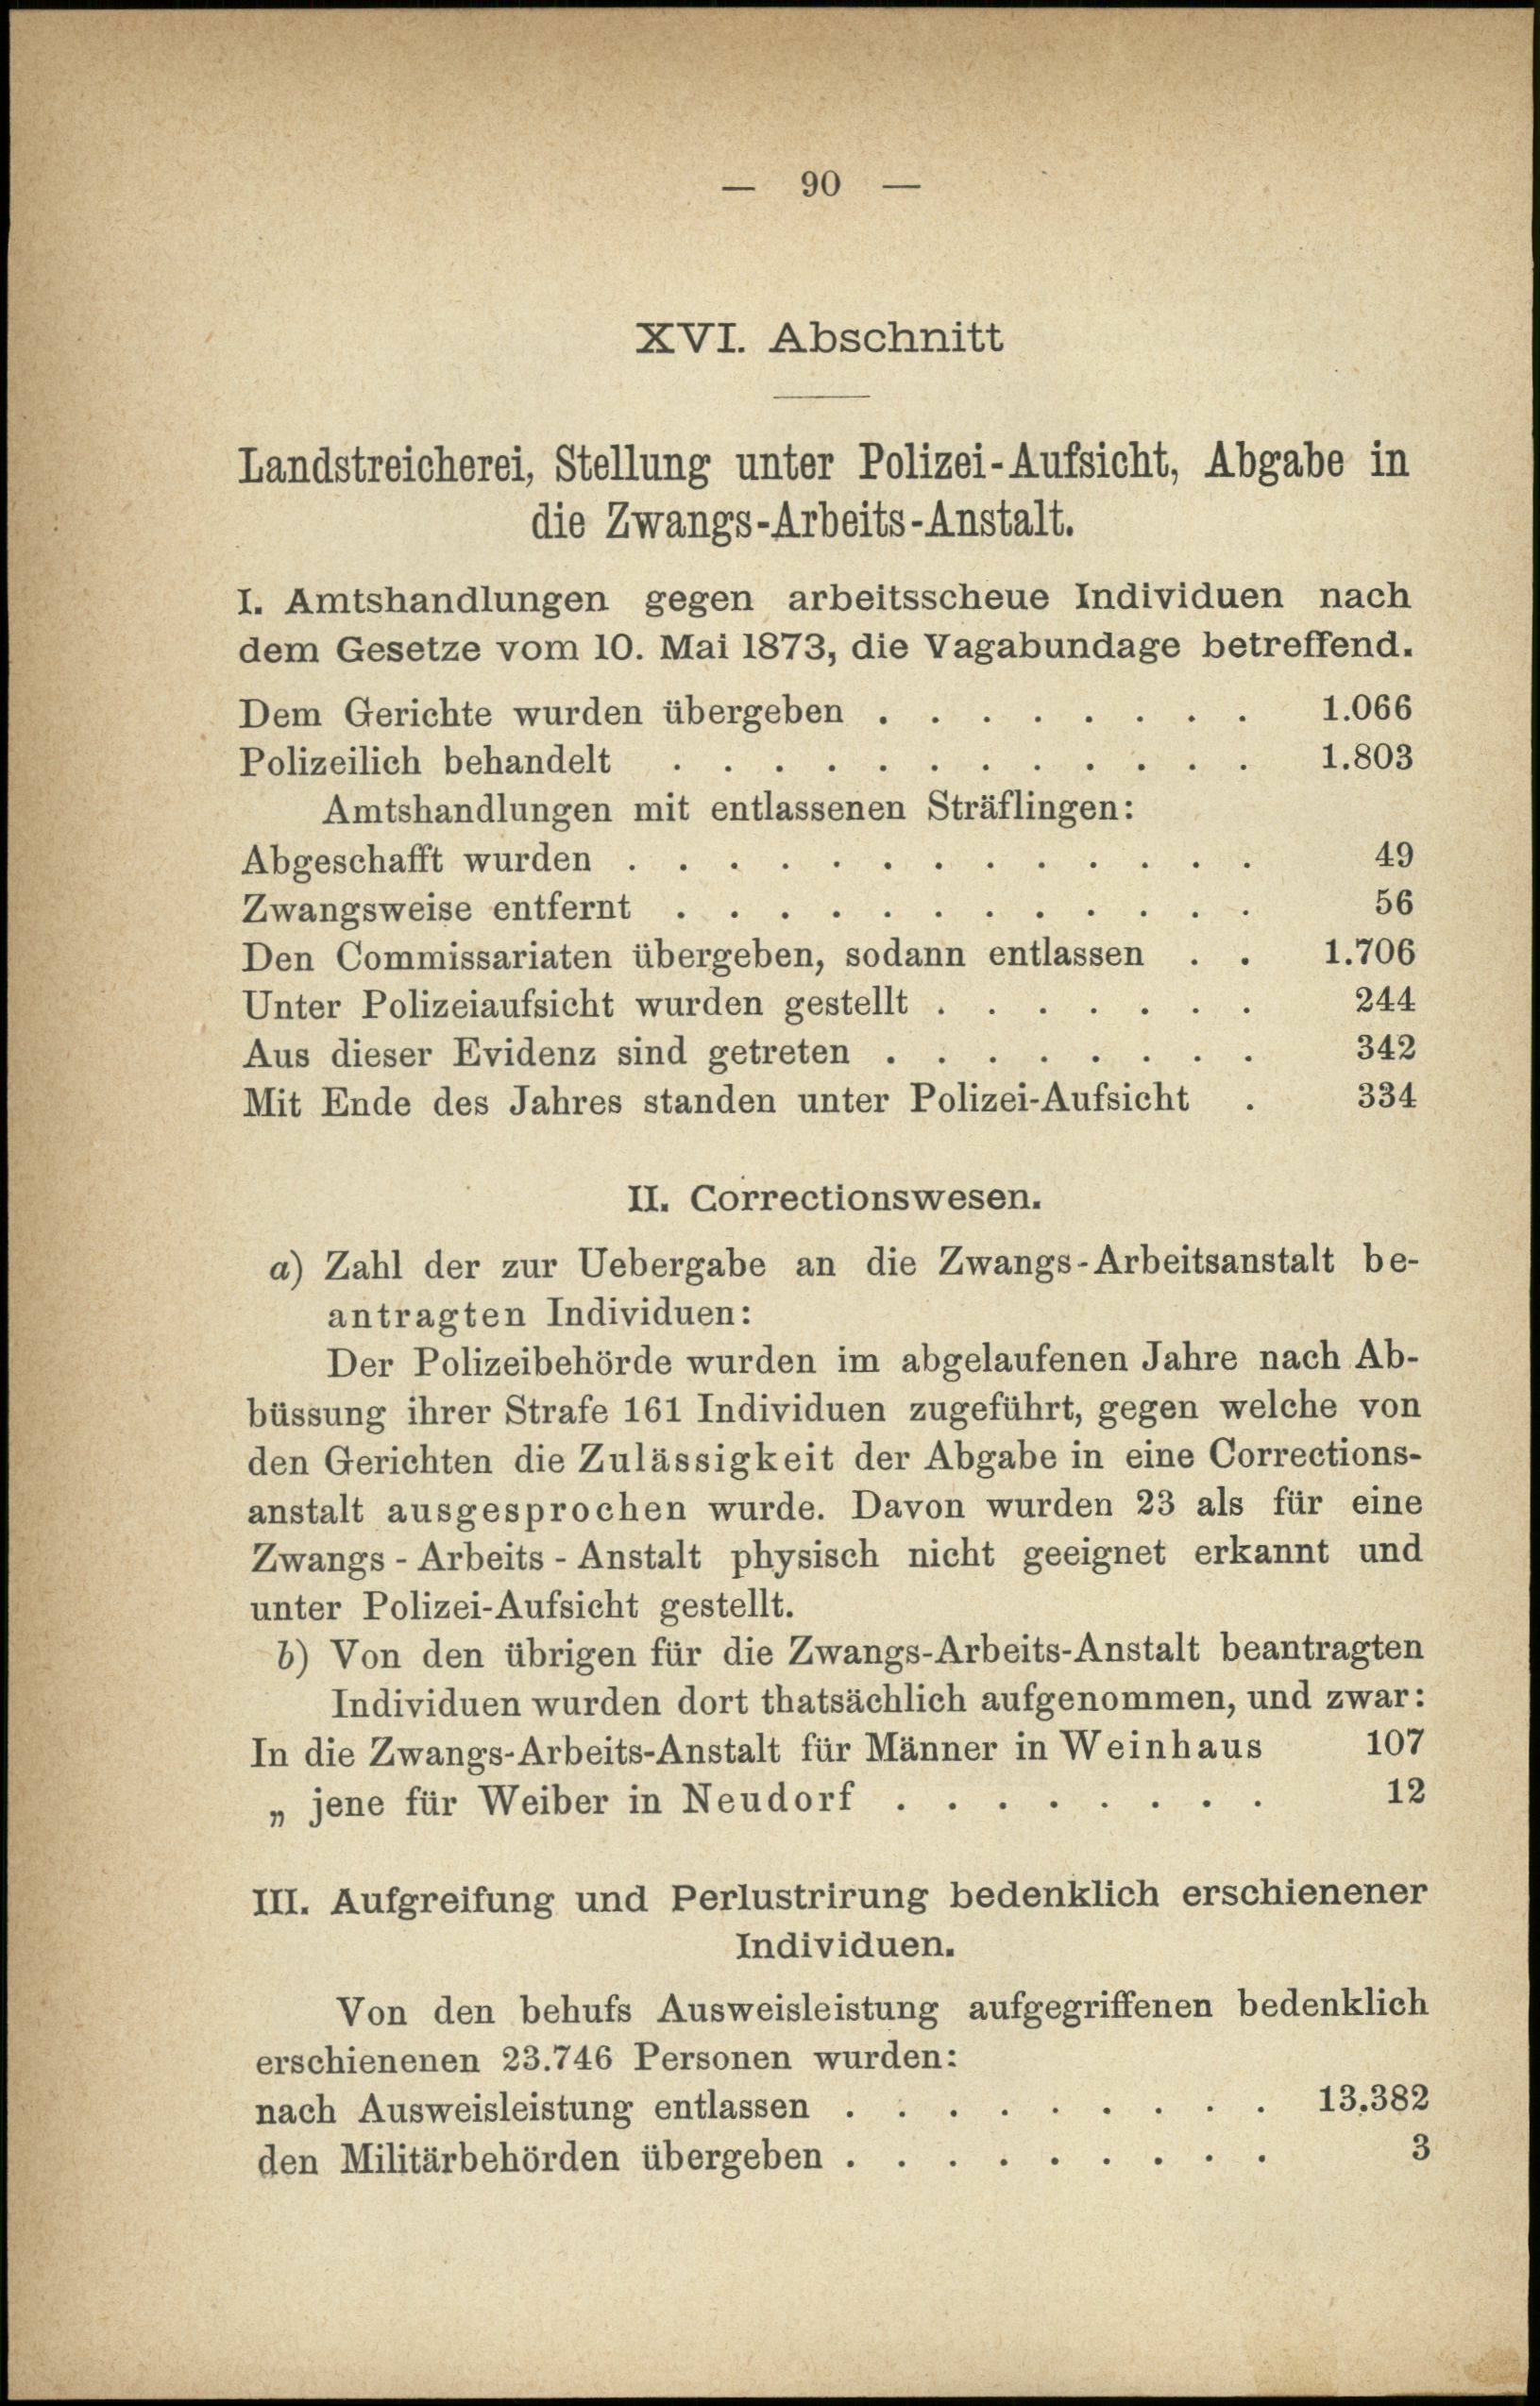 — 90 —
XVI. Abschnitt
Landstreicherei, Stellung unter Polizei-Aufsicht, Abgabe in
die Zwangs-Arbeits-Anstalt.
I. Amtshandlungen gegen arbeitsscheue Individuen nach
dem Gesetze vom 10. Mai 1873, die Vagabundage betreffend.
Dem Gerichte wurden übergeben . . . . . . . . 1.066
Polizeilich behandelt . . . . . . . . . . . . 1.803
Amtshandlungen mit entlassenen Sträflingen:
Abgeschafft wurden . . . . . . . . . . . . . 49
Zwangsweise entfernt . . . . . . . . . . . . 56
Den Commissariaten übergeben, sodann entlassen . . 1.706
Unter Polizeiaufsicht wurden gestellt . . . . . . . 244
Aus dieser Evidenz sind getreten . . . . . . . . 342
Mit Ende des Jahres standen unter Polizei-Aufsicht . 334
II. Correctionswesen.
a) Zahl der zur Uebergabe an die Zwangs-Arbeitsanstalt be-
antragten Individuen:
Der Polizeibehörde wurden im abgelaufenen Jahre nach Ab-
büssung ihrer Strafe 161 Individuen zugeführt, gegen welche von
den Gerichten die Zulässigkeit der Abgabe in eine Corrections-
anstalt ausgesprochen wurde. Davon wurden 23 als für eine
Zwangs - Arbeits - Anstalt physisch nicht geeignet erkannt und
unter Polizei-Aufsicht gestellt.
b) Von den übrigen für die Zwangs-Arbeits-Anstalt beantragten
Individuen wurden dort thatsächlich aufgenommen, und zwar:
In die Zwangs-Arbeits-Anstalt für Männer in Weinhaus 107
„ jene für Weiber in Neudorf . . . . . . . . 12
III. Aufgreifung und Perlustrirung bedenklich erschienener
Individuen.
Von den behufs Ausweisleistung aufgegriffenen bedenklich
erschienenen 23.746 Personen wurden:
nach Ausweisleistung entlassen . . . . . . . . . 13.382
den Militärbehörden übergeben . . . . . . . . . 3